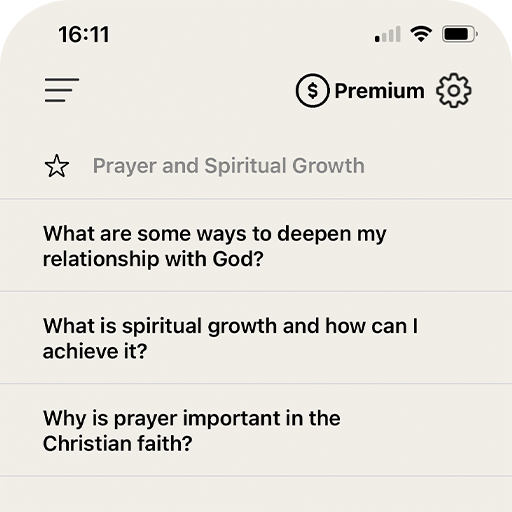 16:11
$ Premium
Prayer and Spiritual Growth
What are some ways to deepen my
relationship with God?
What is spiritual growth and how can I
achieve it?
Why is prayer important in the
Christian faith?